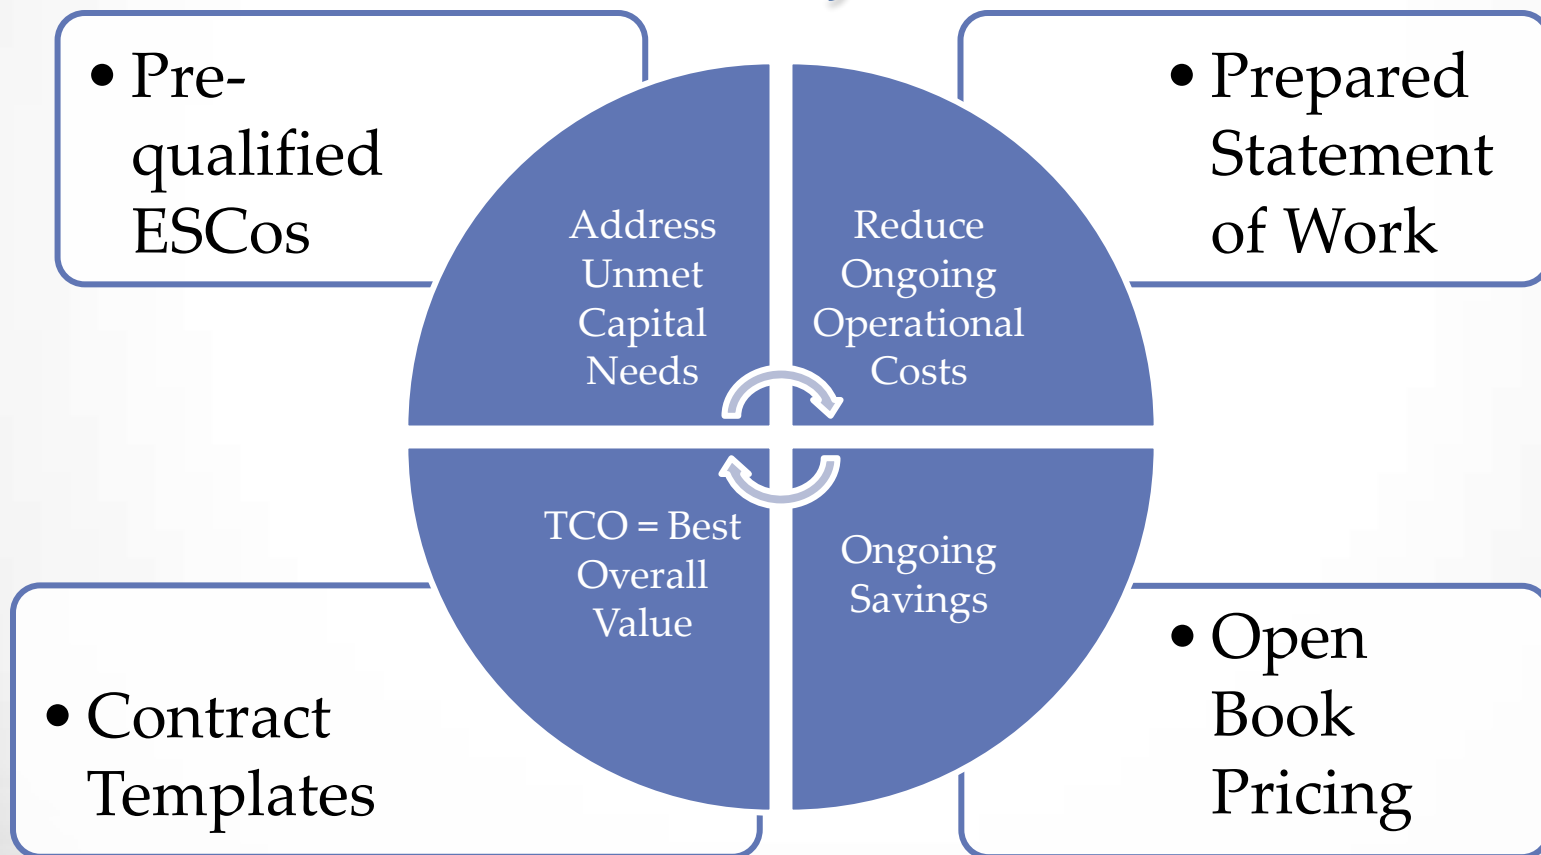 • Pre-
qualified
ESCos
• Prepared
Statement
of Work
Address
Unmet
Capital
Needs
Reduce
Ongoing
Operational
Costs
TCO = Best
Overall
Value
Ongoing
Savings
• Contract
Templates
• Open
Book
Pricing